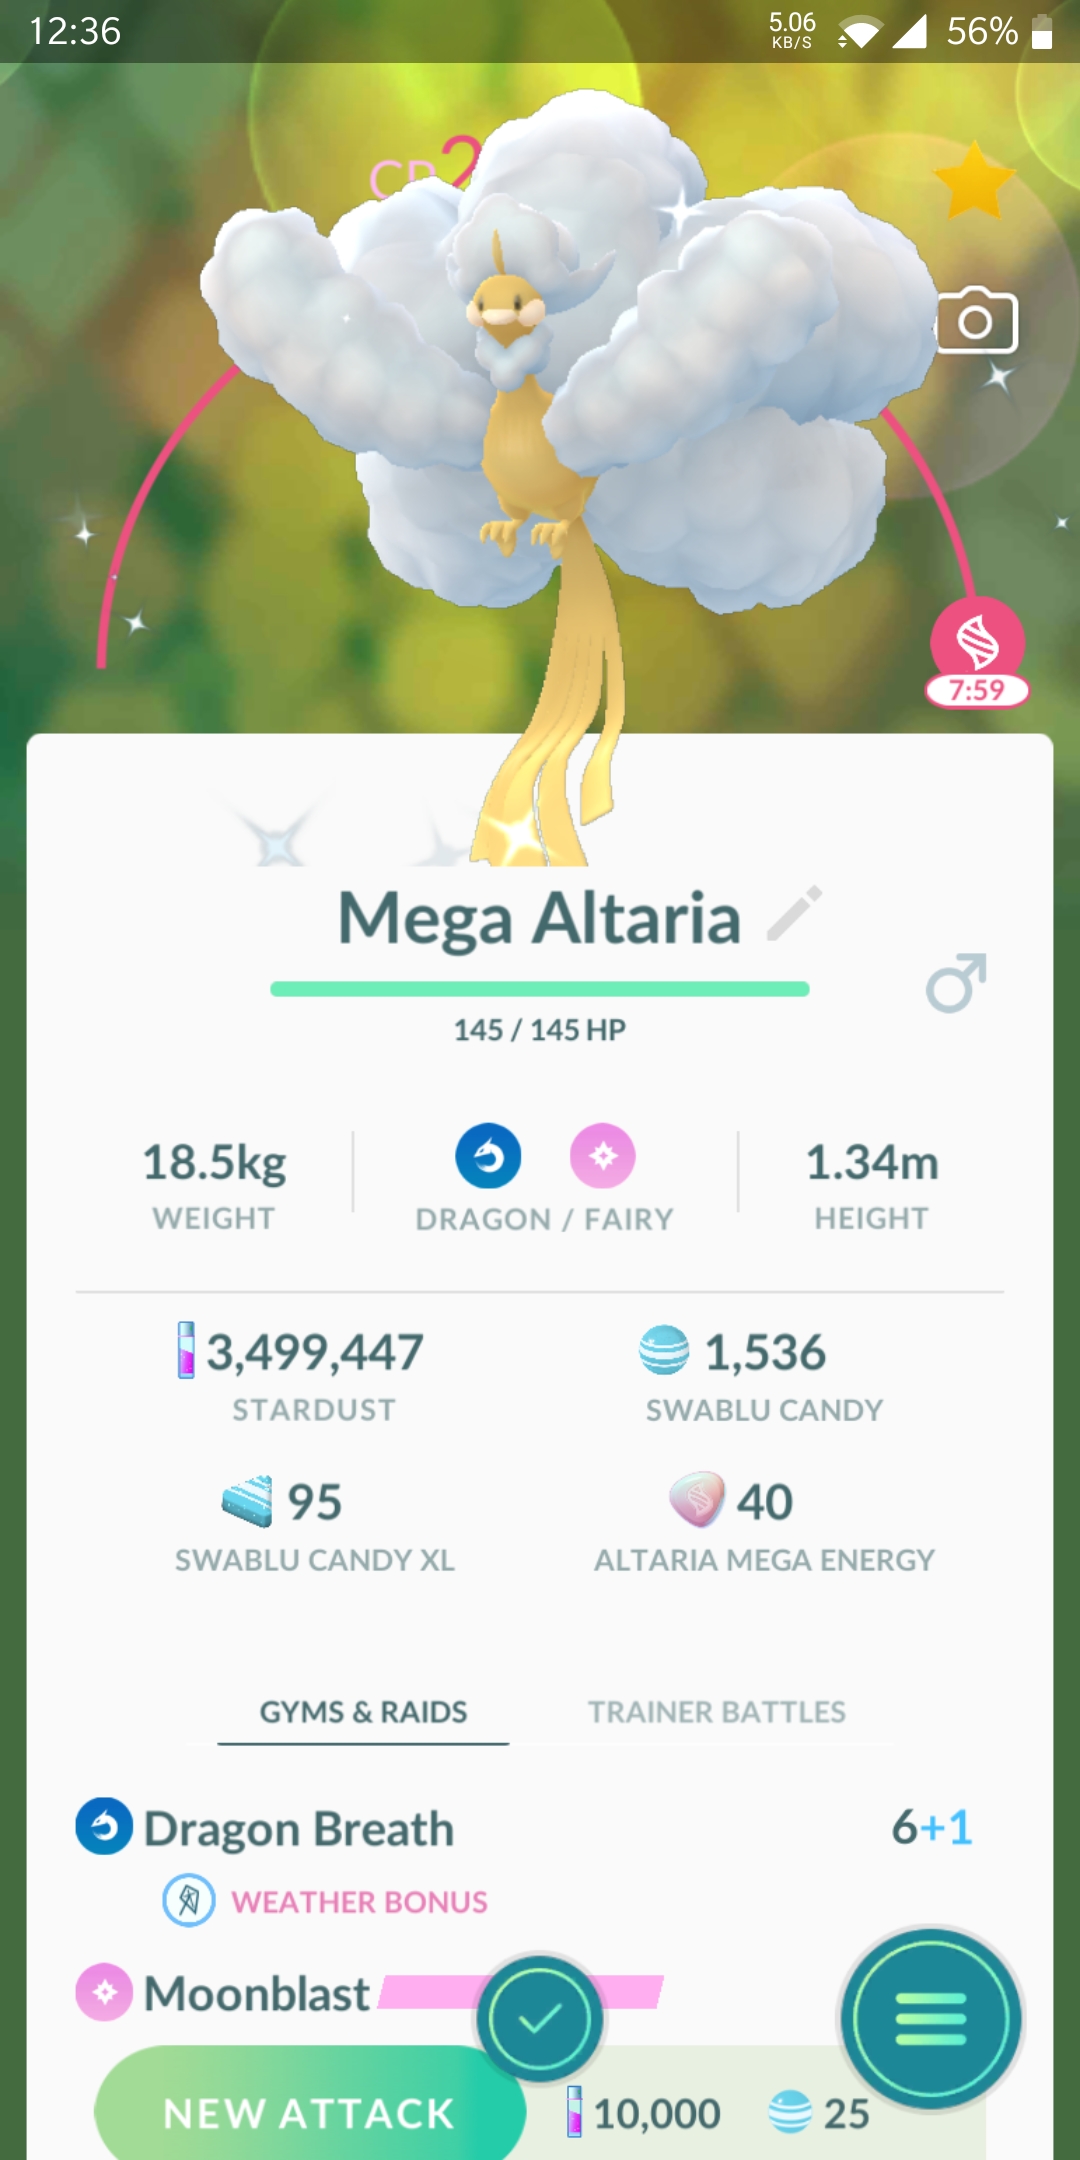 12:36
5.06 KB/S
56%
CP2
7:59
Mega Altaria
145 / 145 HP
18.5kg
WEIGHT
DRAGON / FAIRY
1.34m
HEIGHT
3,499,447
STARDUST
1,536
SWABLU CANDY
95
SWABLU CANDY XL
40
ALTARIA MEGA ENERGY
GYMS & RAIDS
TRAINER BATTLES
Dragon Breath
6+1
WEATHER BONUS
Moonblast
NEW ATTACK
10,000
25